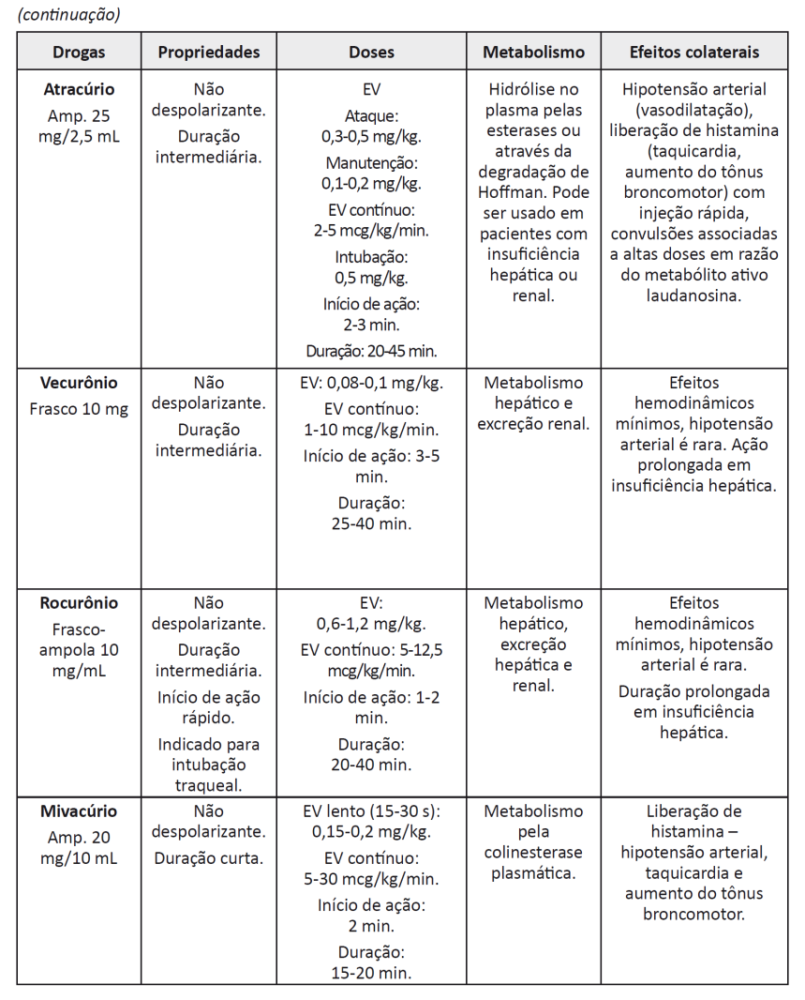 (continuação)
Drogas
Propriedades
Doses
Metabolismo
Efeitos colaterais
Atracúrio
Amp. 25
mg/2,5 mL
Não
despolarizante.
Duração
intermediária.
EV
Ataque:
0,3-0,5 mg/kg.
Manutenção:
0,1-0,2 mg/kg.
EV contínuo:
2-5 mcg/kg/min.
Intubação:
0,5 mg/kg.
Início de ação:
2-3 min.
Duração: 20-45 min.
Hidrólise no
plasma pelas
esterases ou
através da
degradação de
Hoffman. Pode
ser usado em
pacientes com
insuficiência
hepática ou
renal.
Hipotensão arterial
(vasodilatação),
liberação de histamina
(taquicardia,
aumento do tônus
broncomotor) com
injeção rápida,
convulsões associadas
a altas doses em razão
do metabólito ativo
laudanosina.
Vecurônio
Frasco 10 mg
Não
despolarizante.
Duração
intermediária.
EV: 0,08-0,1 mg/kg.
EV contínuo:
1-10 mcg/kg/min.
Início de ação: 3-5
min.
Duração:
25-40 min.
Metabolismo
hepático e
excreção renal.
Efeitos
hemodinâmicos
mínimos, hipotensão
arterial é rara. Ação
prolongada em
insuficiência hepática.
Rocurônio
Frasco-
ampola 10
mg/mL
Não
despolarizante.
Duração
intermediária.
Início de ação
rápido.
Indicado para
intubação
traqueal.
EV:
0,6-1,2 mg/kg.
EV contínuo: 5-12,5
mcg/kg/min.
Início de ação: 1-2
min.
Duração:
20-40 min.
Metabolismo
hepático,
excreção
hepática e
renal.
Efeitos
hemodinâmicos
mínimos, hipotensão
arterial é rara.
Duração prolongada
em insuficiência
hepática.
Mivacúrio
Amp. 20
mg/10 mL
Não
despolarizante.
Duração curta.
EV lento (15-30 s):
0,15-0,2 mg/kg.
EV contínuo:
5-30 mcg/kg/min.
Início de ação:
2 min.
Duração:
15-20 min.
Metabolismo
pela
colinesterase
plasmática.
Liberação de
histamina –
hipotensão arterial,
taquicardia e
aumento do tônus
broncomotor.